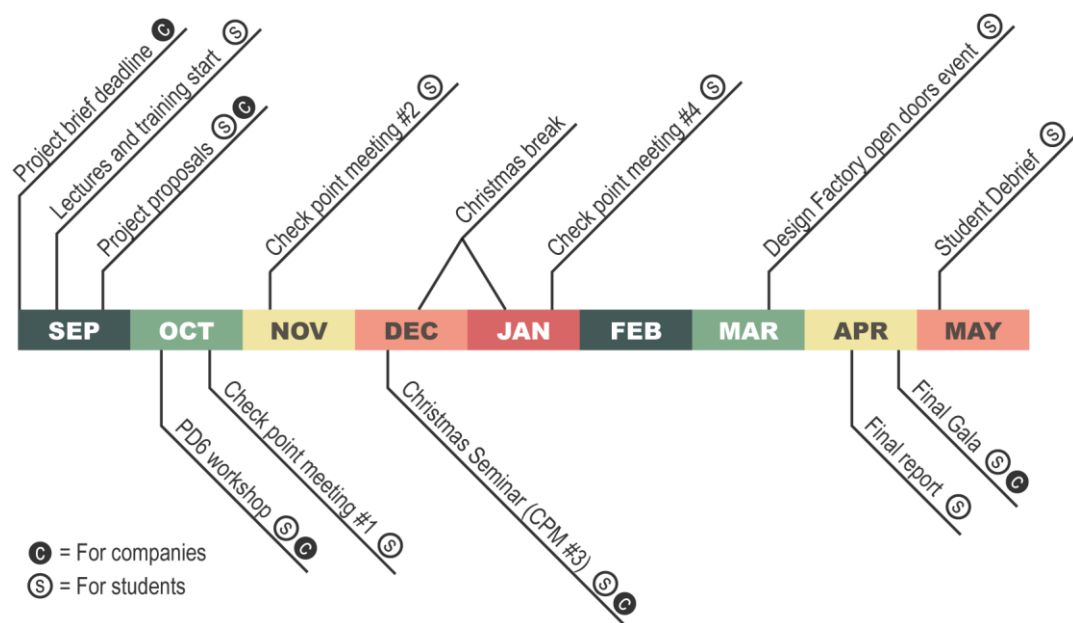 Project brief deadline C
Lectures and training start S
Project proposals S C
Check point meeting #2 S
Christmas break
Check point meeting #4 S
Design Factory open doors event S
Student Debrief S
SEP OCT NOV DEC JAN FEB MAR APR MAY
PD6 workshop S C
Check point meeting #1 S
Christmas Seminar (CPM #3) S C
Final report S
Final Gala S C
C = For companies
S = For students